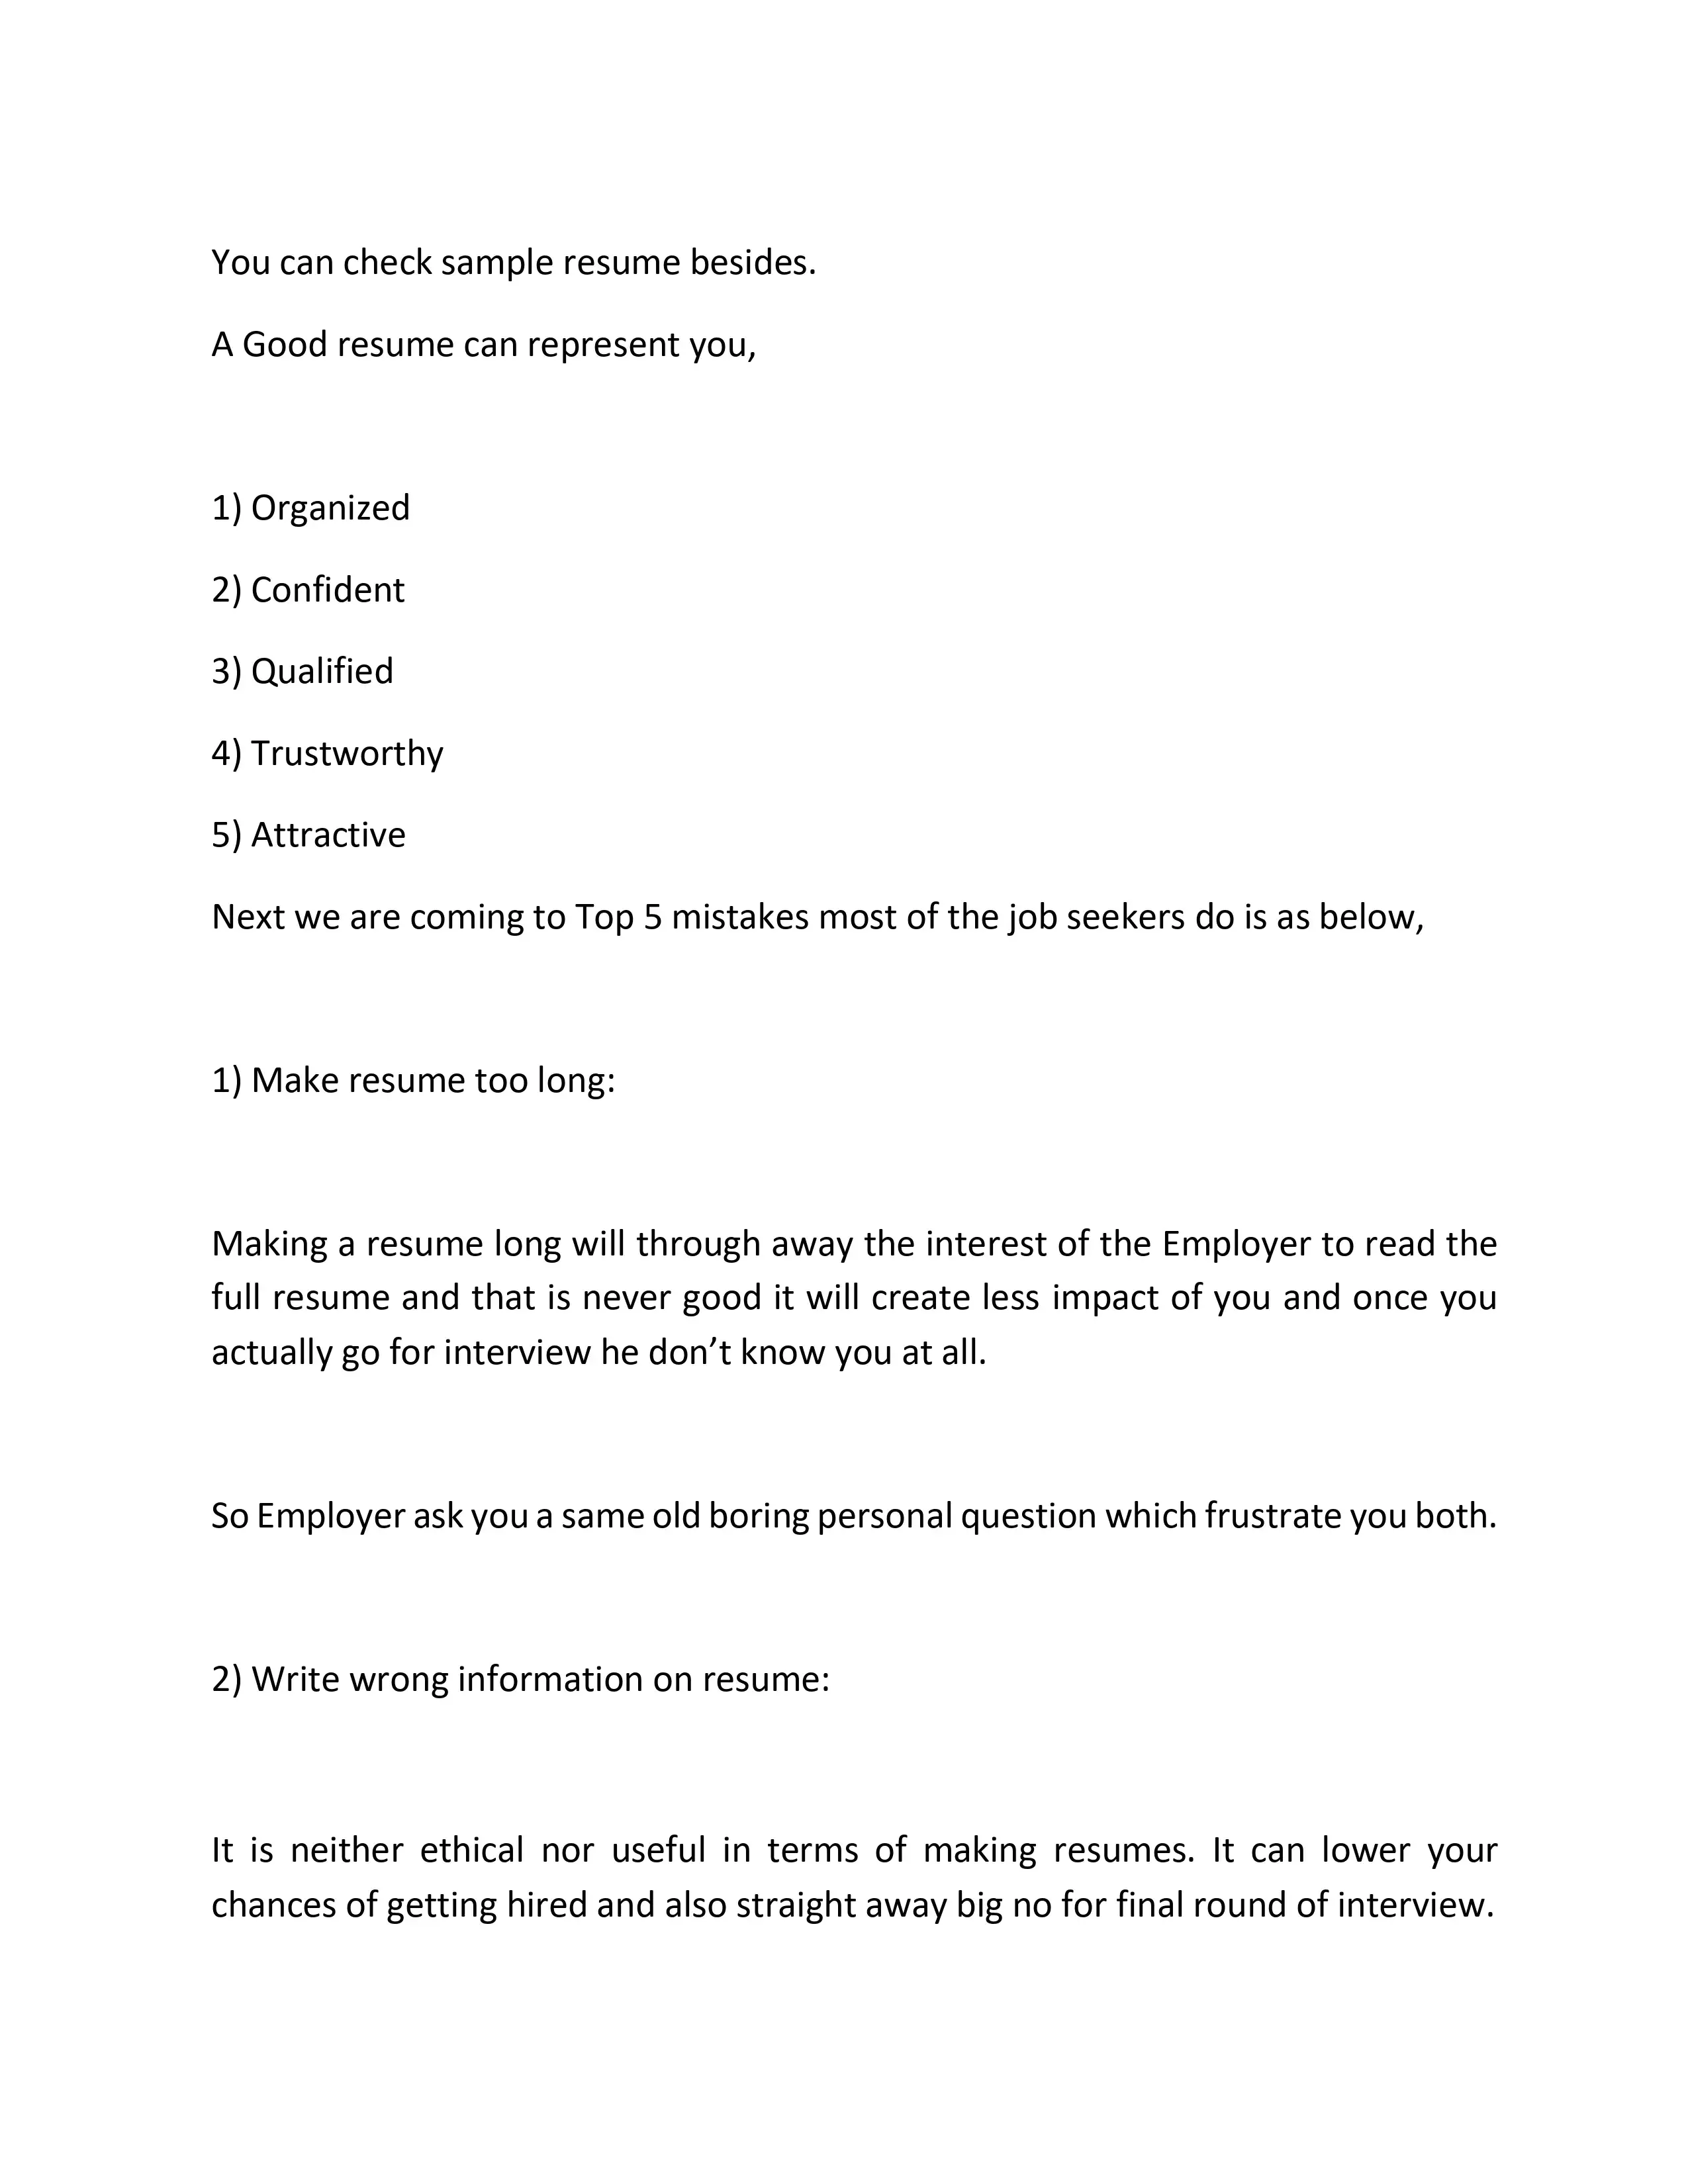 You can check sample resume besides.
A Good resume can represent you,
1) Organized
2) Confident
3) Qualified
4) Trustworthy
5) Attractive
Next we are coming to Top 5 mistakes most of the job seekers do is as below,
1) Make resume too long:
Making a resume long will through away the interest of the Employer to read the
full resume and that is never good it will create less impact of you and once you
actually go for interview he don’t know you at all.
So Employer ask you a same old boring personal question which frustrate you both.
2) Write wrong information on resume:
It is neither ethical nor useful in terms of making resumes. It can lower your
chances of getting hired and also straight away big no for final round of interview.